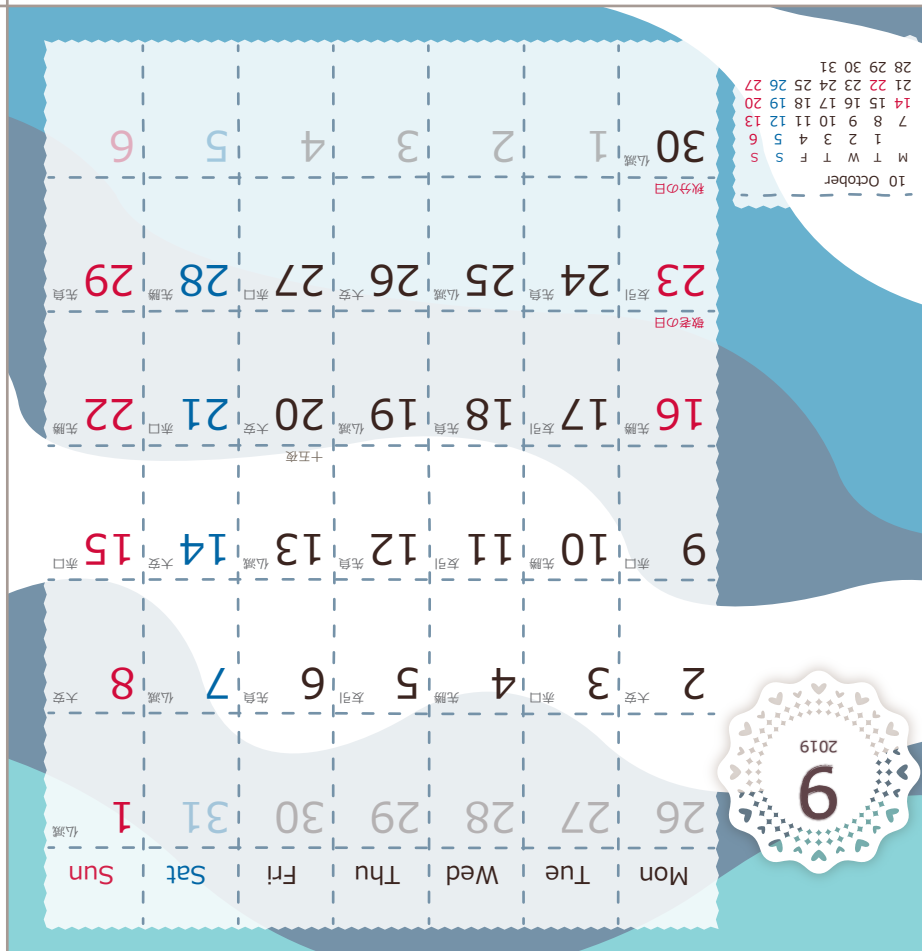 9
2019
Mon Tue Wed Thu Fri Sat Sun
26 27 28 29 30 31 1 仏滅
2 大安 3 赤口 4 先勝 5 友引 6 先負 7 仏滅 8 大安
9 赤口 10 先勝 11 友引 12 先負 13 仏滅 14 大安 15 赤口
十五夜
16 先勝 17 友引 18 先負 19 仏滅 20 大安 21 赤口 22 先勝
敬老の日
23 友引 24 先負 25 仏滅 26 大安 27 赤口 28 先勝 29 先負
秋分の日
30 仏滅 1 2 3 4 5 6
10 October
M T W T F S S
1 2 3 4 5 6
7 8 9 10 11 12 13
14 15 16 17 18 19 20
21 22 23 24 25 26 27
28 29 30 31